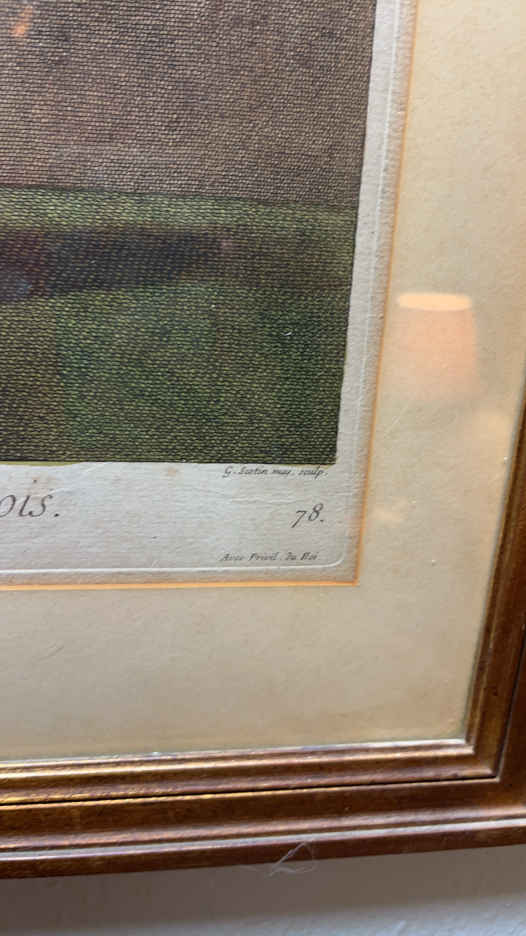 G. Scotin maj. sculp.
ois.
78.
Avec Privil. du Roi